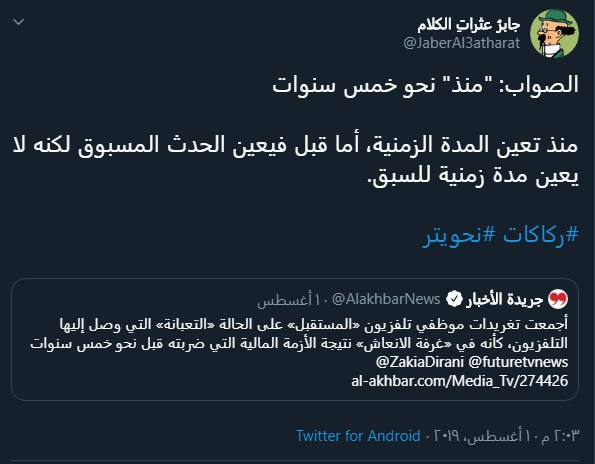 جابرُ عثراتِ الكلام
@JaberAl3atharat
الصواب: "منذ" نحو خمس سنوات
منذ تعين المدة الزمنية، أما قبل فيعين الحدث المسبوق لكنه لا
يعين مدة زمنية للسبق.
#ركاكات #نحويتر
جريدة الأخبار @AlakhbarNews · ١٠ أغسطس
أجمعت تغريدات موظفي تلفزيون «المستقبل» على الحالة «التعبانة» التي وصل إليها
التلفزيون، كأنه في «غرفة الانعاش» نتيجة الأزمة المالية التي ضربته قبل نحو خمس سنوات
@ZakiaDirani @futuretvnews
al-akhbar.com/Media_Tv/274426
٢:٠٣ م · ١٠ أغسطس، ٢٠١٩ · Twitter for Android